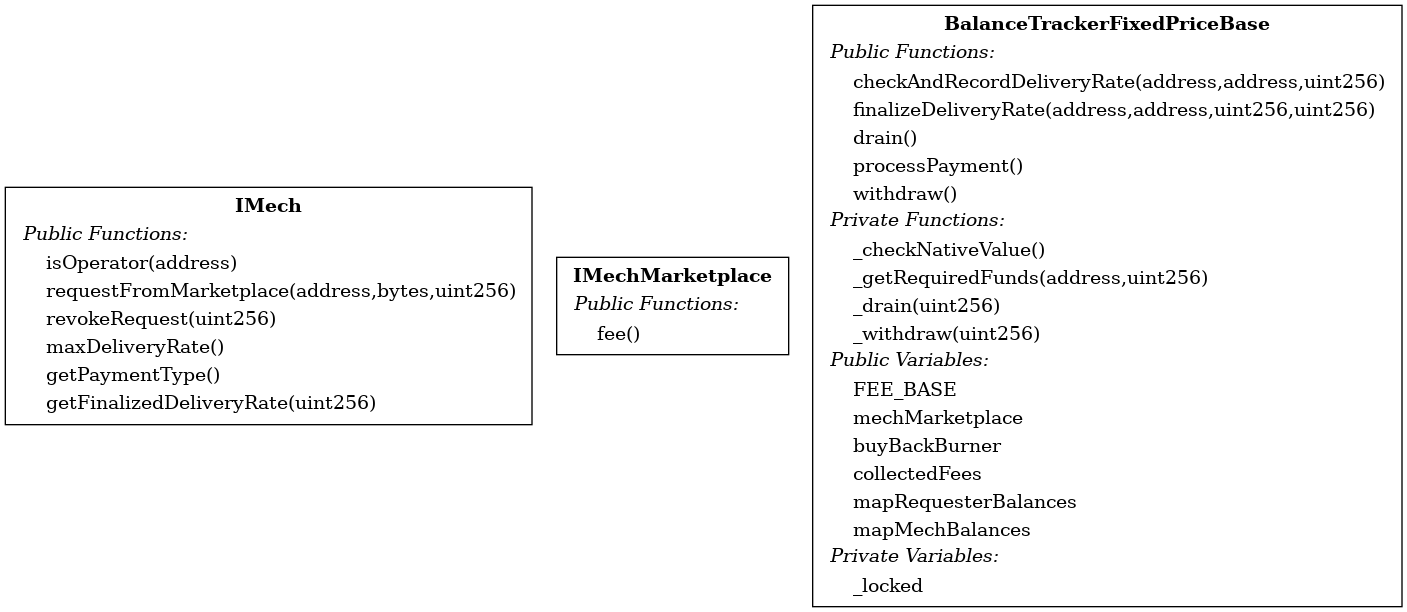 IMech
Public Functions:
isOperator(address)
requestFromMarketplace(address,bytes,uint256)
revokeRequest(uint256)
maxDeliveryRate()
getPaymentType()
getFinalizedDeliveryRate(uint256)
IMechMarketplace
Public Functions:
fee()
BalanceTrackerFixedPriceBase
Public Functions:
checkAndRecordDeliveryRate(address,address,uint256)
finalizeDeliveryRate(address,address,uint256,uint256)
drain()
processPayment()
withdraw()
Private Functions:
_checkNativeValue()
_getRequiredFunds(address,uint256)
_drain(uint256)
_withdraw(uint256)
Public Variables:
FEE_BASE
mechMarketplace
buyBackBurner
collectedFees
mapRequesterBalances
mapMechBalances
Private Variables:
_locked